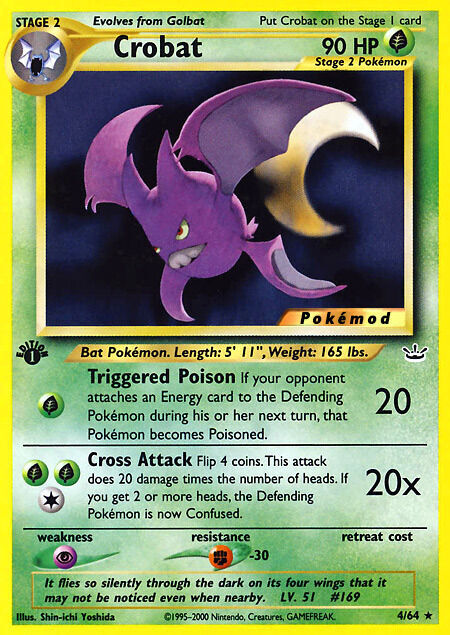 STAGE 2 Evolves from Golbat Put Crobat on the Stage 1 card
Crobat 90 HP
Stage 2 Pokémon
Pokémod
EDITION
1
Bat Pokémon. Length: 5' 11", Weight: 165 lbs.
Triggered Poison If your opponent
attaches an Energy card to the Defending
Pokémon during his or her next turn, that
Pokémon becomes Poisoned.
20
Cross Attack Flip 4 coins. This attack
does 20 damage times the number of heads. If
you get 2 or more heads, the Defending
Pokémon is now Confused.
20x
weakness resistance retreat cost
-30
It flies so silently through the dark on its four wings that it
may not be noticed even when nearby. LV. 51 #169
Illus. Shin-ichi Yoshida ©1995-2000 Nintendo, Creatures, GAMEFREAK. 4/64 ★